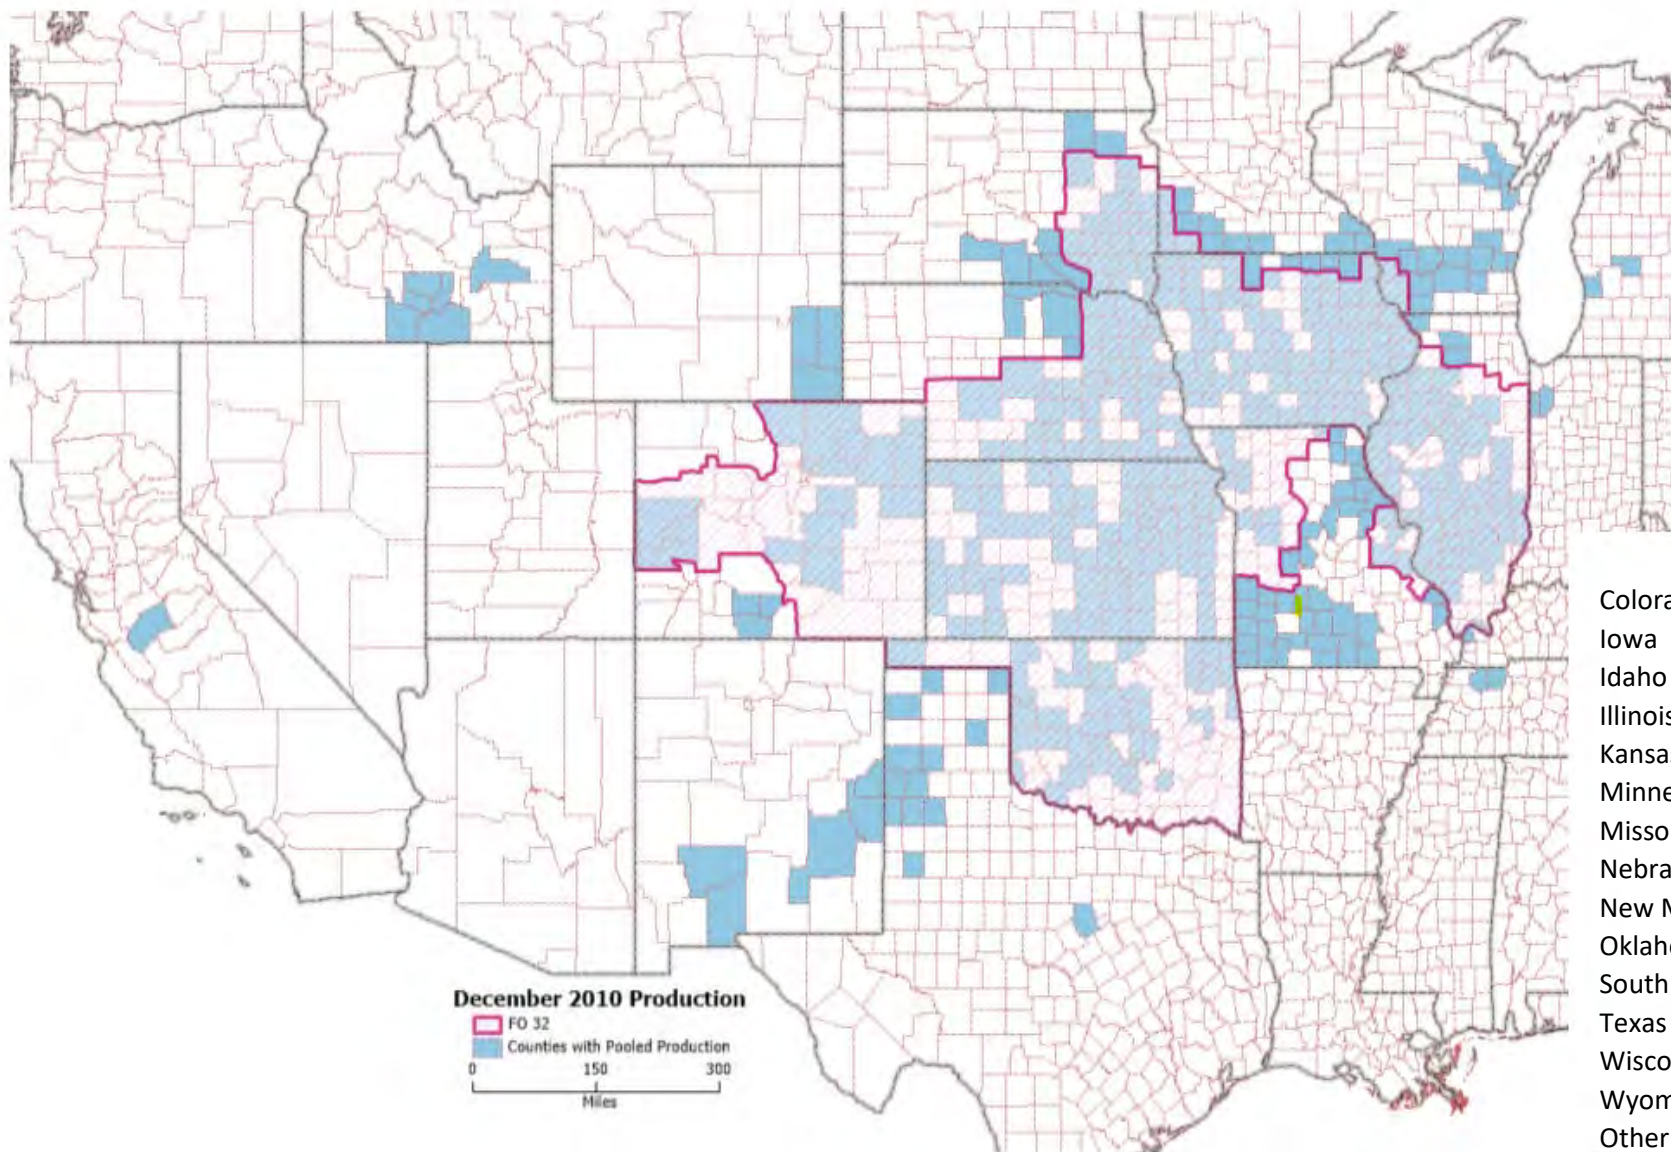 December 2010 Production
FO 32
Counties with Pooled Production
0 150 300
Miles
Colora
Iowa
Idaho
Illinois
Kansa
Minne
Misso
Nebra
New M
Oklaho
South
Texas
Wisco
Wyom
Other